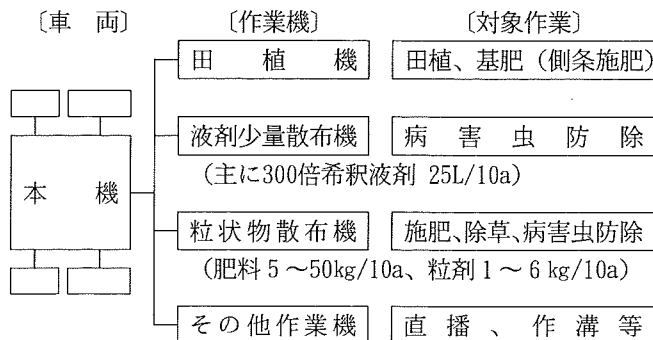 〔車 両〕 〔作業機〕 〔対象作業〕
田植機 田植、基肥(側条施肥)
液剤少量散布機 病害虫防除
(主に300倍希釈液剤 25L/10a)
本機
粒状物散布機 施肥、除草、病害虫防除
(肥料5~50kg/10a、粒剤1~6kg/10a)
その他作業機 直播、作溝等